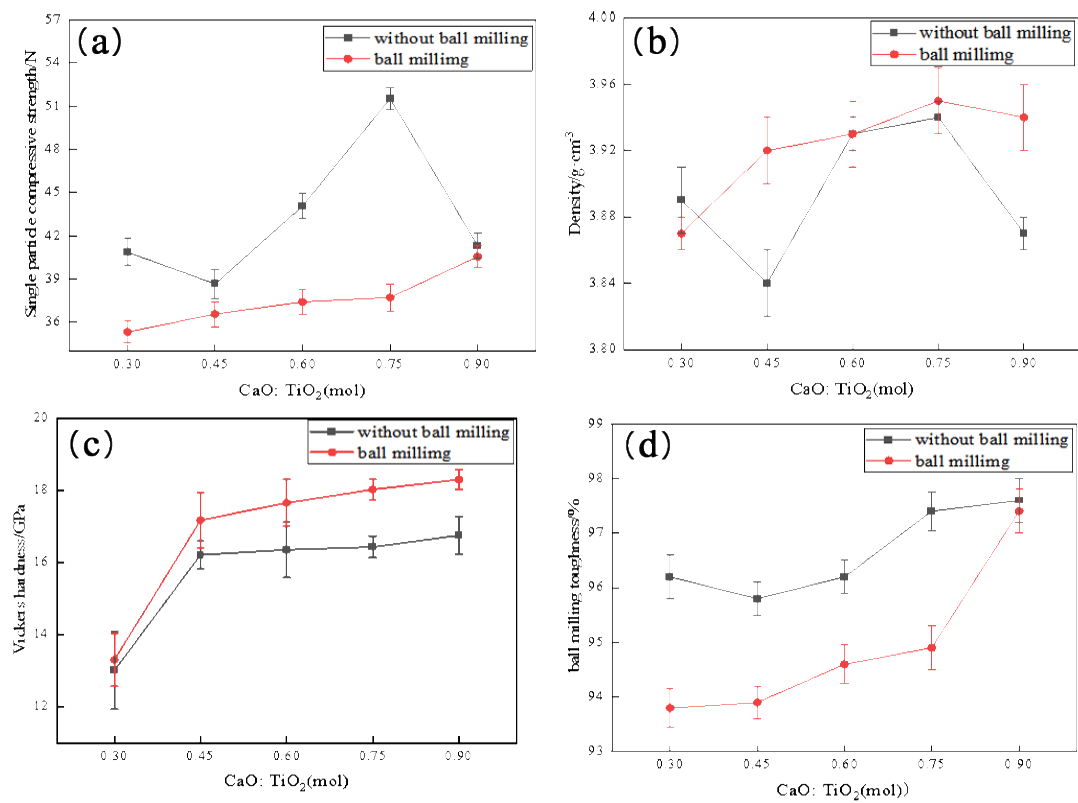 (a)
without ball milling
ball millimg
Single particle compressive strength/N
57
54
51
48
45
42
39
36
0.30
0.45
0.60
0.75
0.90
CaO: TiO₂(mol)
(b)
without ball milling
ball millimg
Density/g·cm⁻³
4.00
3.96
3.92
3.88
3.84
3.80
0.30
0.45
0.60
0.75
0.90
CaO: TiO₂(mol)
(c)
without ball milling
ball millimg
Vickers hardness/GPa
20
18
16
14
12
0.30
0.45
0.60
0.75
0.90
CaO: TiO₂(mol)
(d)
without ball milling
ball millimg
ball milling toughness/%
99
98
97
96
95
94
93
0.30
0.45
0.60
0.75
0.90
CaO: TiO₂(mol)）